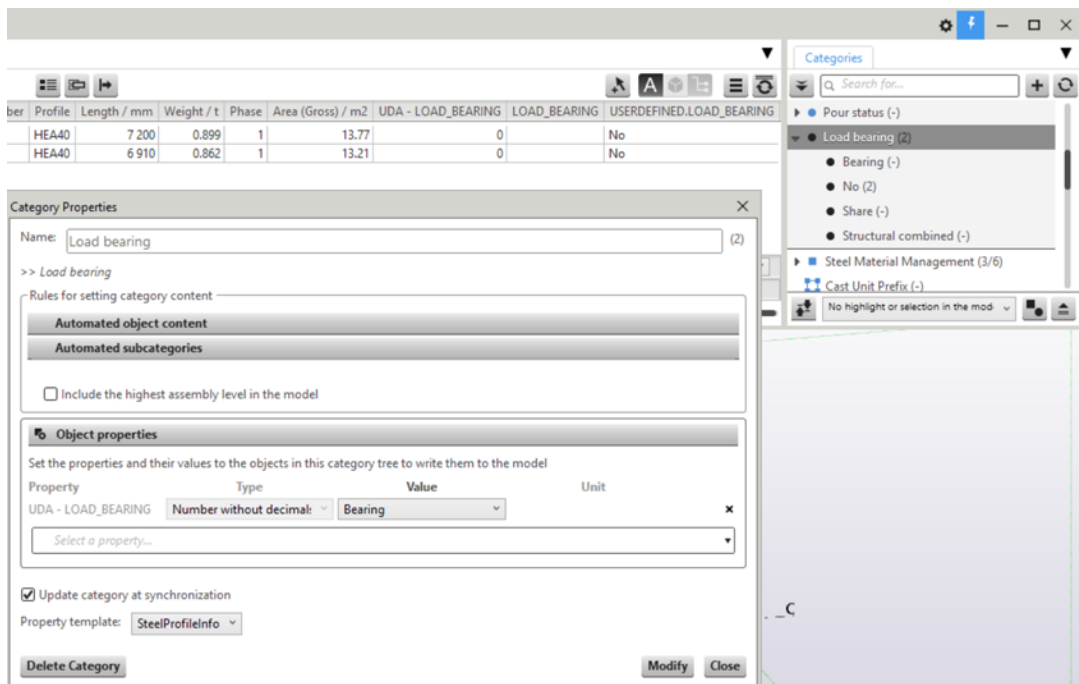 Categories
Search for...
ber Profile Length / mm Weight / t Phase Area (Gross) / m2 UDA - LOAD_BEARING LOAD_BEARING USERDEFINED.LOAD_BEARING
HEA40 7 200 0.899 1 13.77 0 No
HEA40 6 910 0.862 1 13.21 0 No
Pour status (-)
Load bearing (2)
Bearing (-)
No (2)
Share (-)
Structural combined (-)
Steel Material Management (3/6)
Cast Unit Prefix (-)
No highlight or selection in the mod
Category Properties
Name: Load bearing (2)
>> Load bearing
Rules for setting category content
Automated object content
Automated subcategories
Include the highest assembly level in the model
Object properties
Set the properties and their values to the objects in this category tree to write them to the model
Property Type Value Unit
UDA - LOAD_BEARING Number without decimal: Bearing
Select a property...
Update category at synchronization
Property template: SteelProfileInfo
Delete Category Modify Close
_C